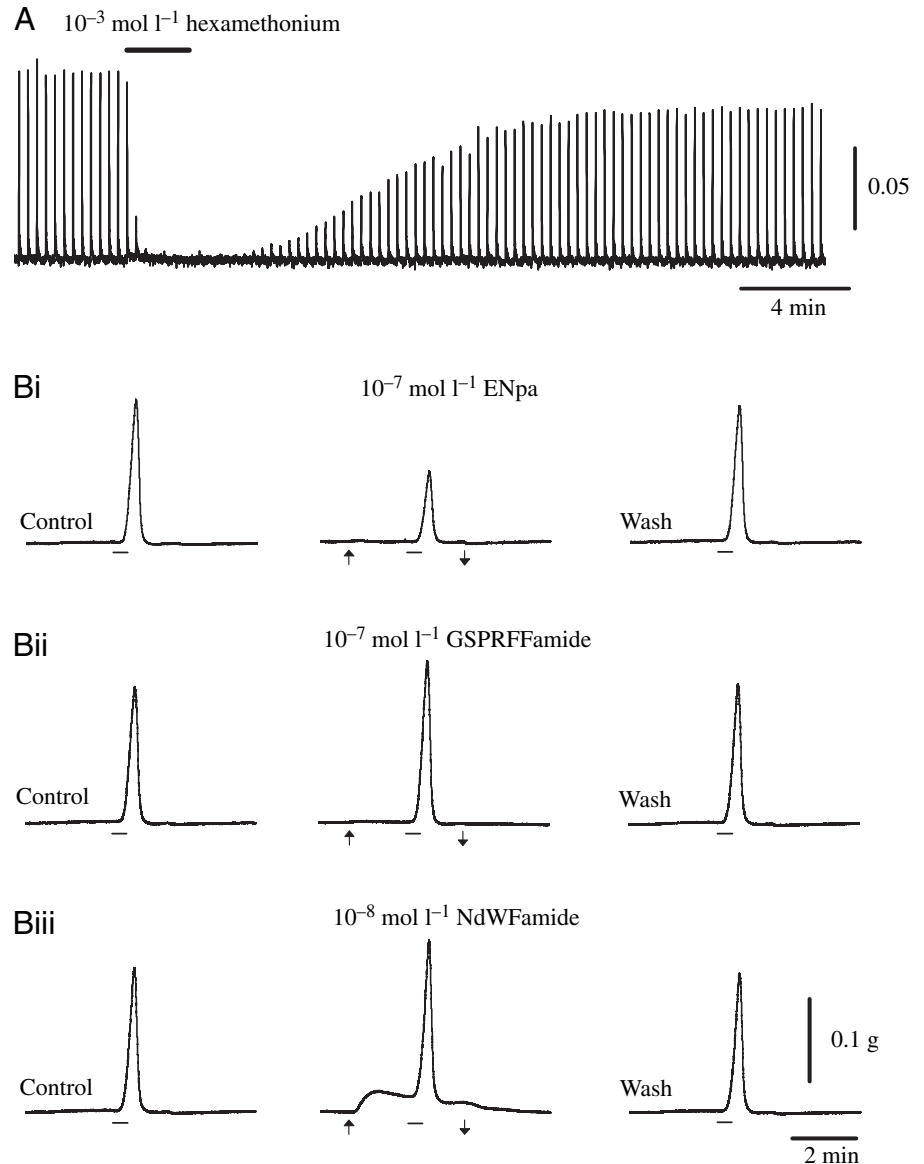 A
10⁻³ mol l⁻¹ hexamethonium
0.05
4 min
Bi
10⁻⁷ mol l⁻¹ ENpa
Control
Wash
Bii
10⁻⁷ mol l⁻¹ GSPRFFamide
Control
Wash
Biii
10⁻⁸ mol l⁻¹ NdWFamide
0.1 g
Control
Wash
2 min